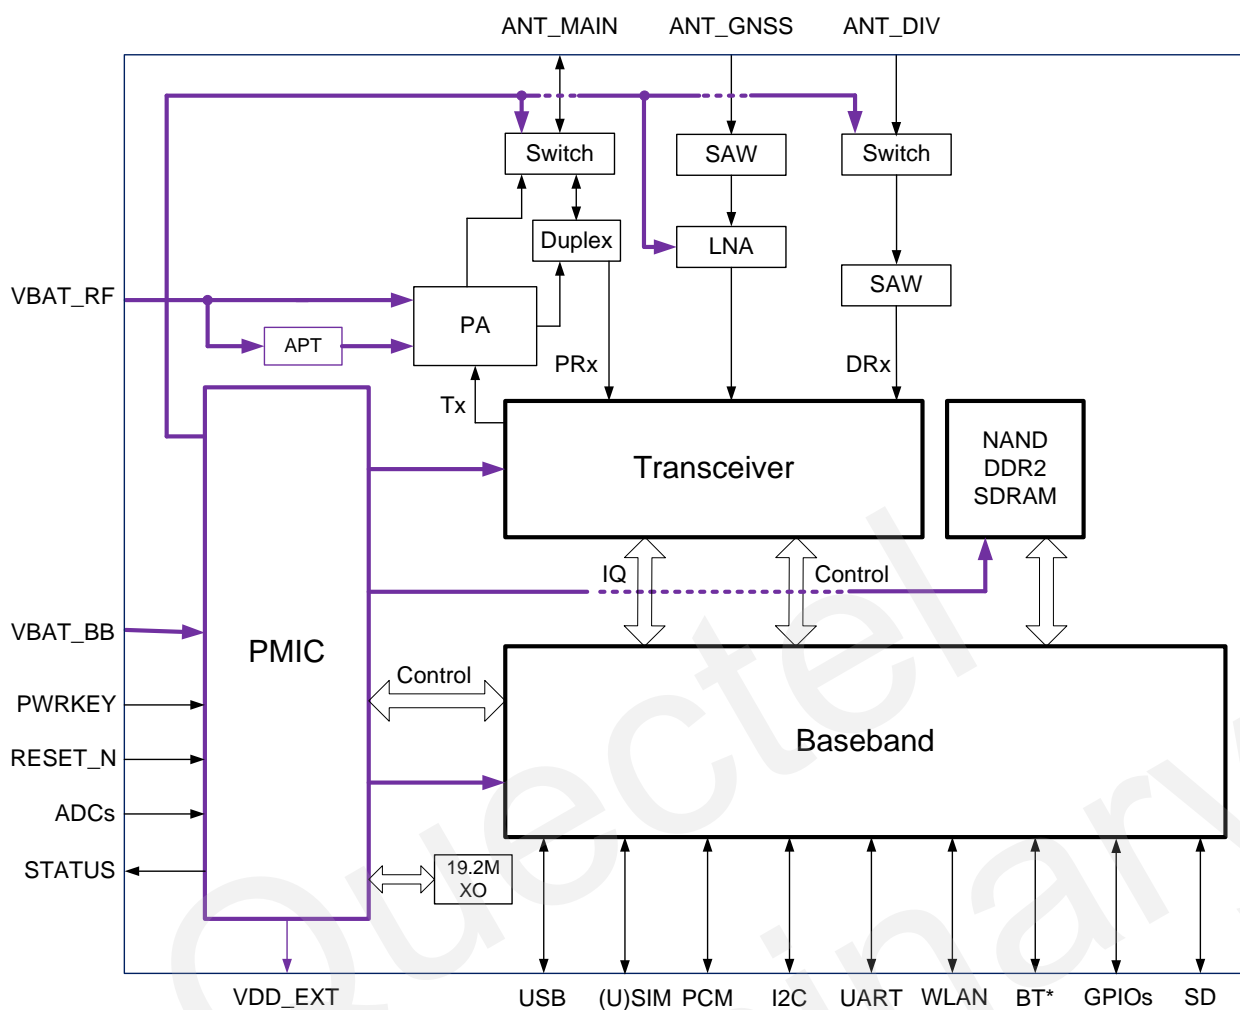 ANT_MAIN ANT_GNSS ANT_DIV
Switch SAW Switch
Duplex LNA
SAW
VBAT_RF
PA
APT
PRx DRx
Tx
Transceiver
NAND
DDR2
SDRAM
IQ Control
VBAT_BB
PMIC
Control
PWRKEY
Baseband
RESET_N
ADCs
STATUS
19.2M
XO
VDD_EXT USB (U)SIM PCM I2C UART WLAN BT* GPIOs SD
Quectel